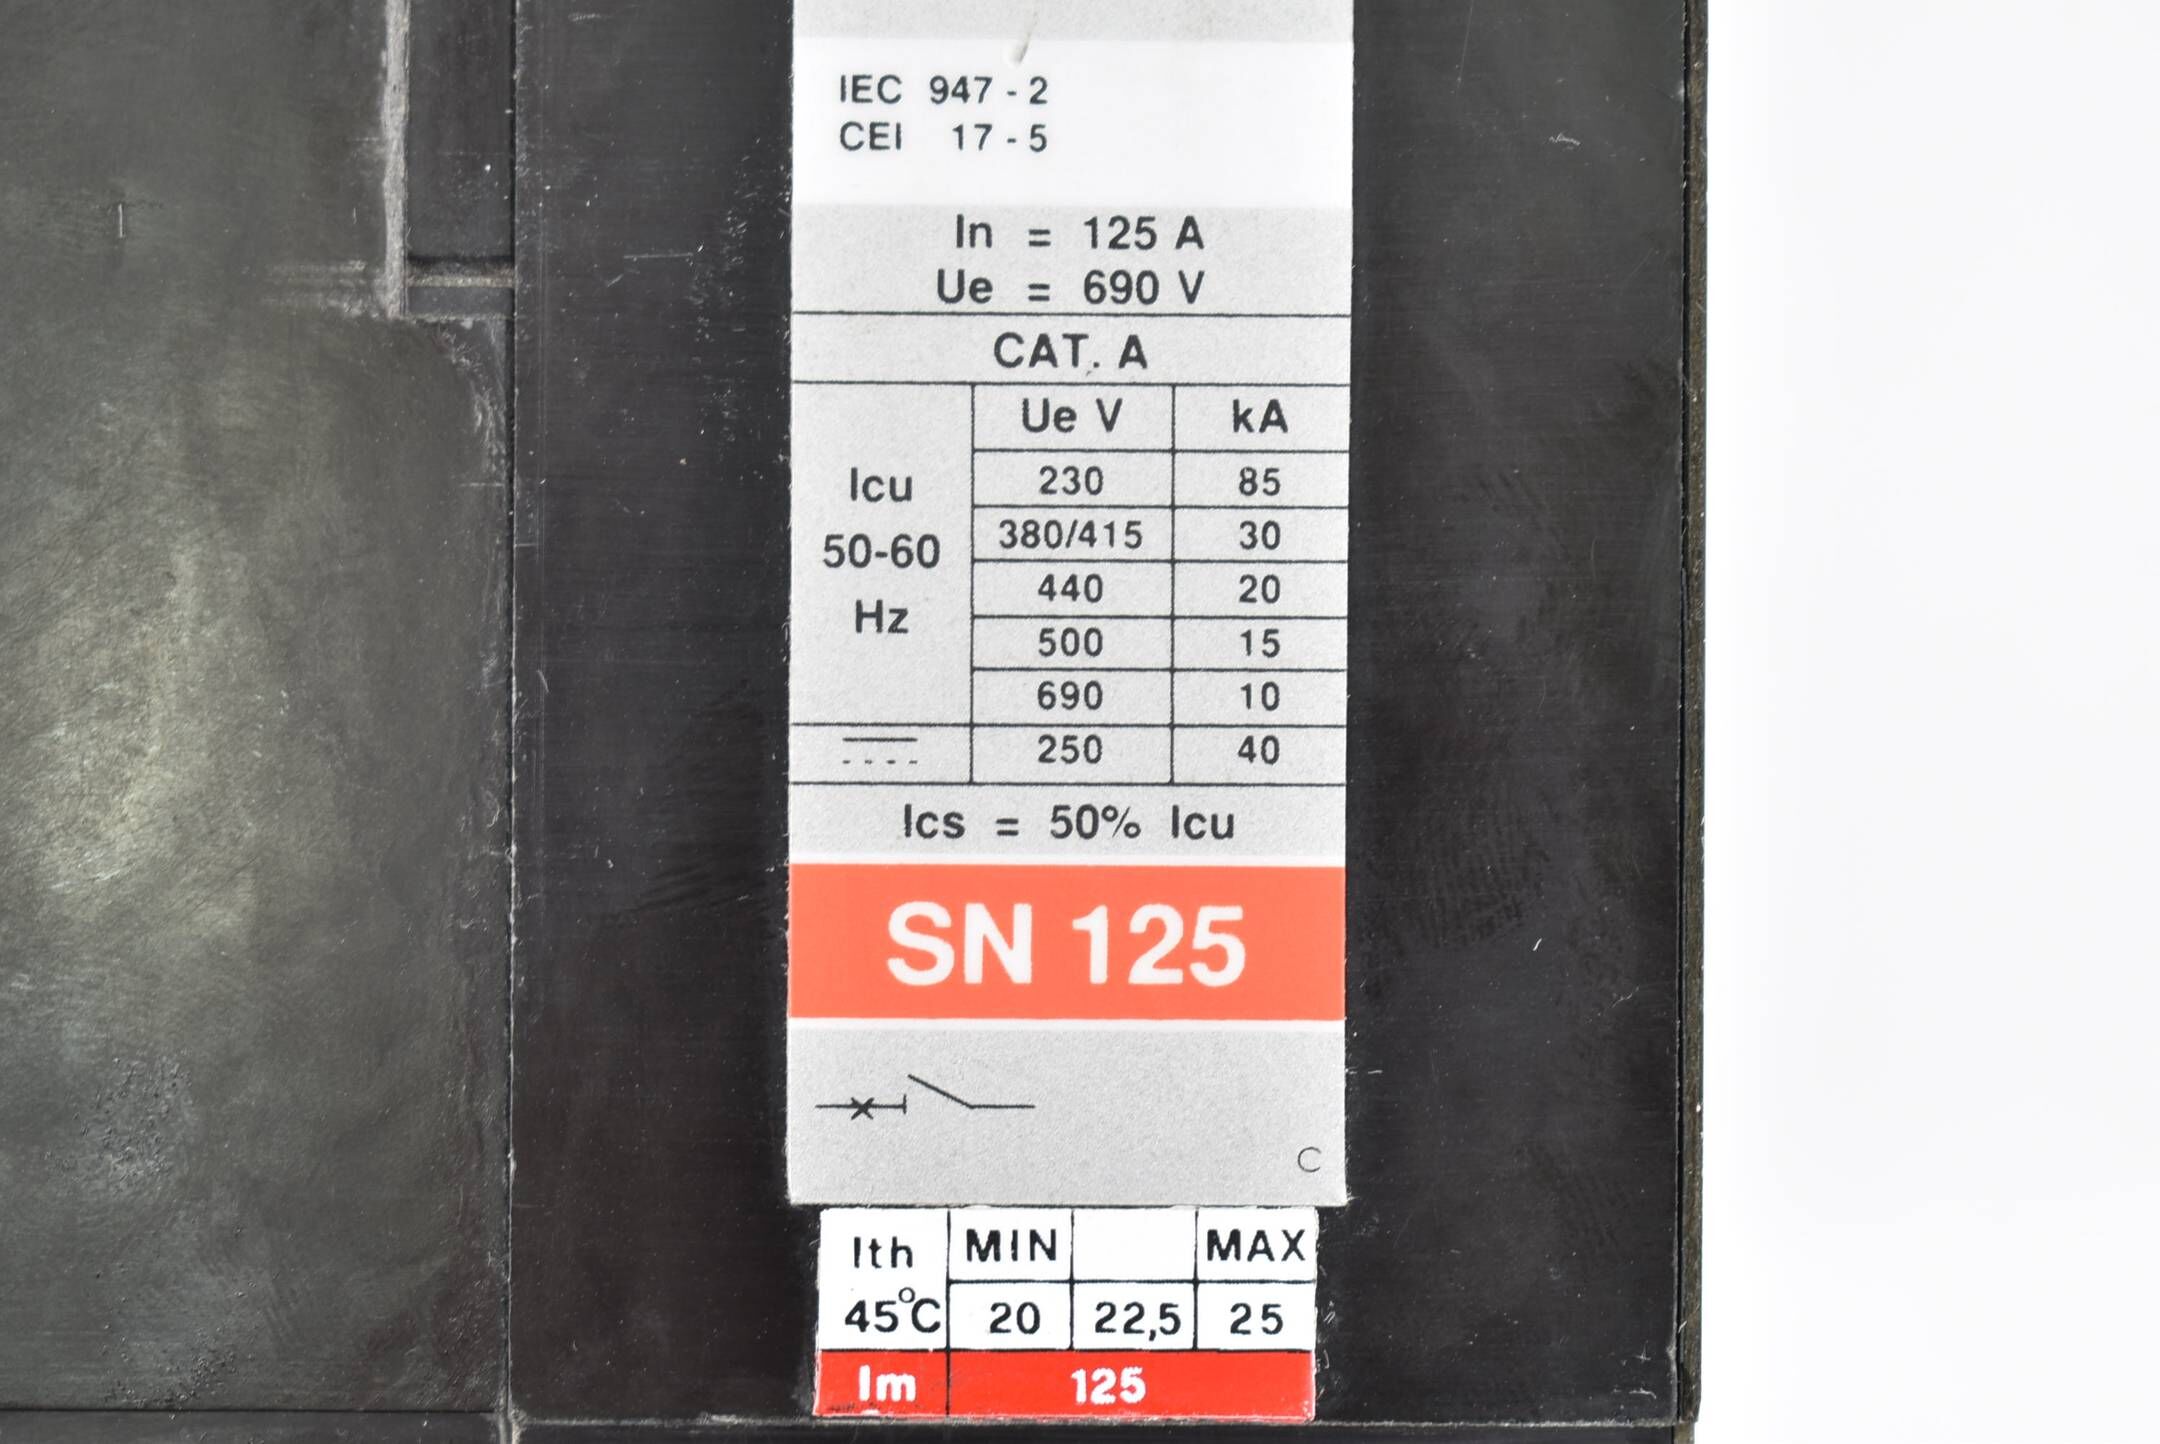 IEC 947 - 2
CEI 17 - 5
In = 125 A
Ue = 690 V
CAT. A
Ue V kA
Icu 50-60 Hz
230 85
380/415 30
440 20
500 15
690 10
250 40
Ics = 50% Icu
SN 125
C
Ith 45°C
MIN MAX
20 22,5 25
Im 125